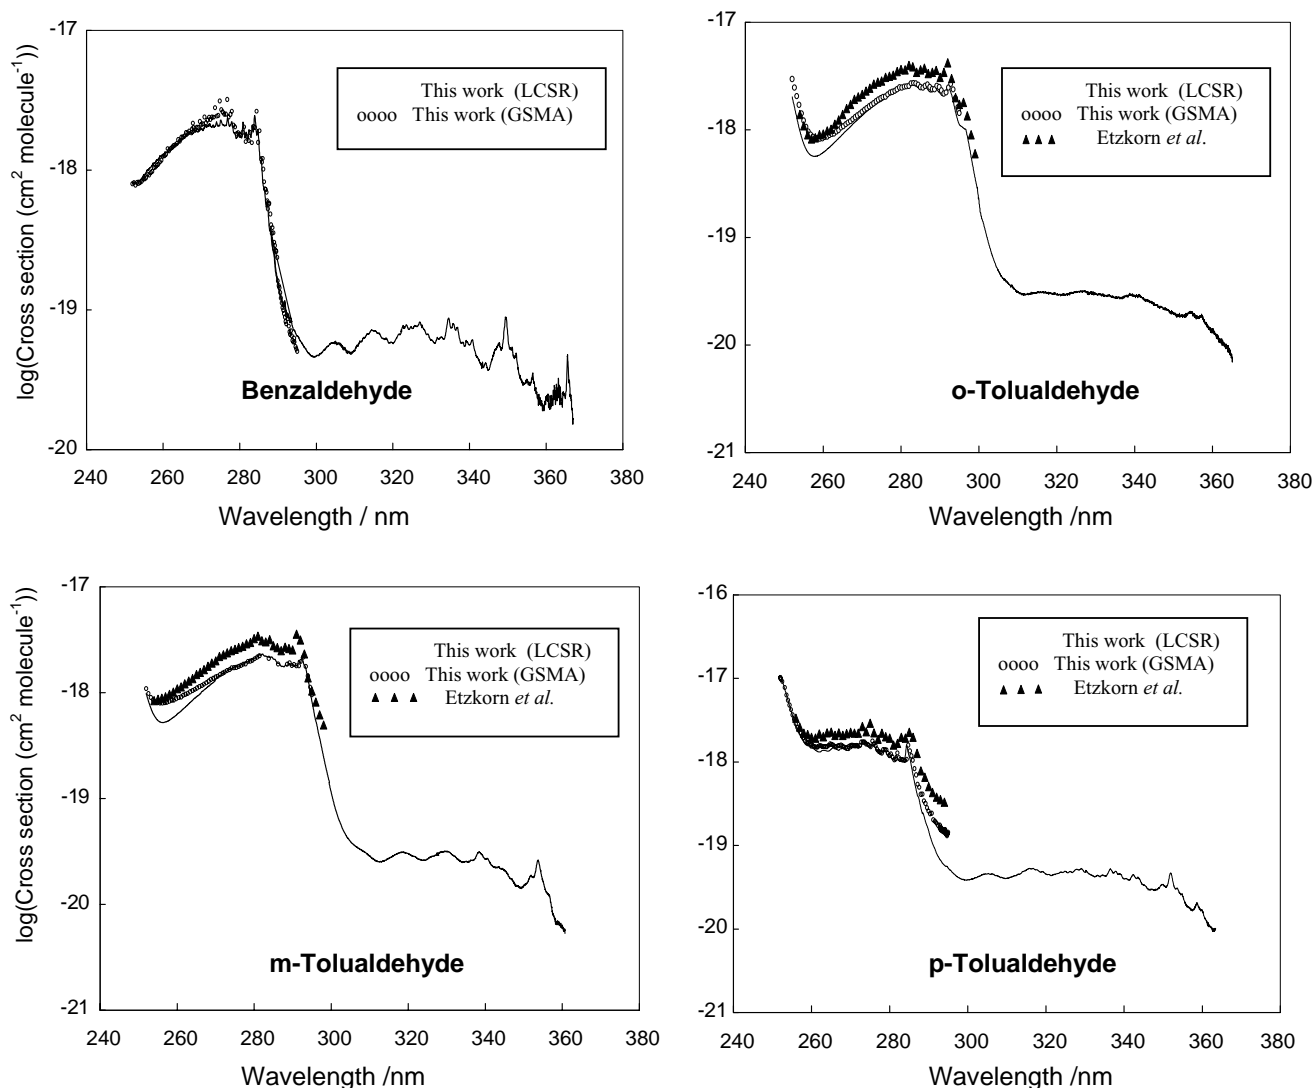 -17
-18
-19
-20
log(Cross section (cm² molecule⁻¹))
This work (LCSR)
oooo This work (GSMA)
Benzaldehyde
240 260 280 300 320 340 360 380
Wavelength / nm
-17
-18
-19
-20
-21
This work (LCSR)
oooo This work (GSMA)
▲▲▲ Etzkorn et al.
o-Tolualdehyde
240 260 280 300 320 340 360 380
Wavelength /nm
-17
-18
-19
-20
-21
log(Cross section (cm² molecule⁻¹))
This work (LCSR)
oooo This work (GSMA)
▲ ▲ ▲ Etzkorn et al.
m-Tolualdehyde
240 260 280 300 320 340 360 380
Wavelength /nm
-16
-17
-18
-19
-20
-21
This work (LCSR)
oooo This work (GSMA)
▲ ▲ ▲ Etzkorn et al.
p-Tolualdehyde
240 260 280 300 320 340 360 380
Wavelength /nm